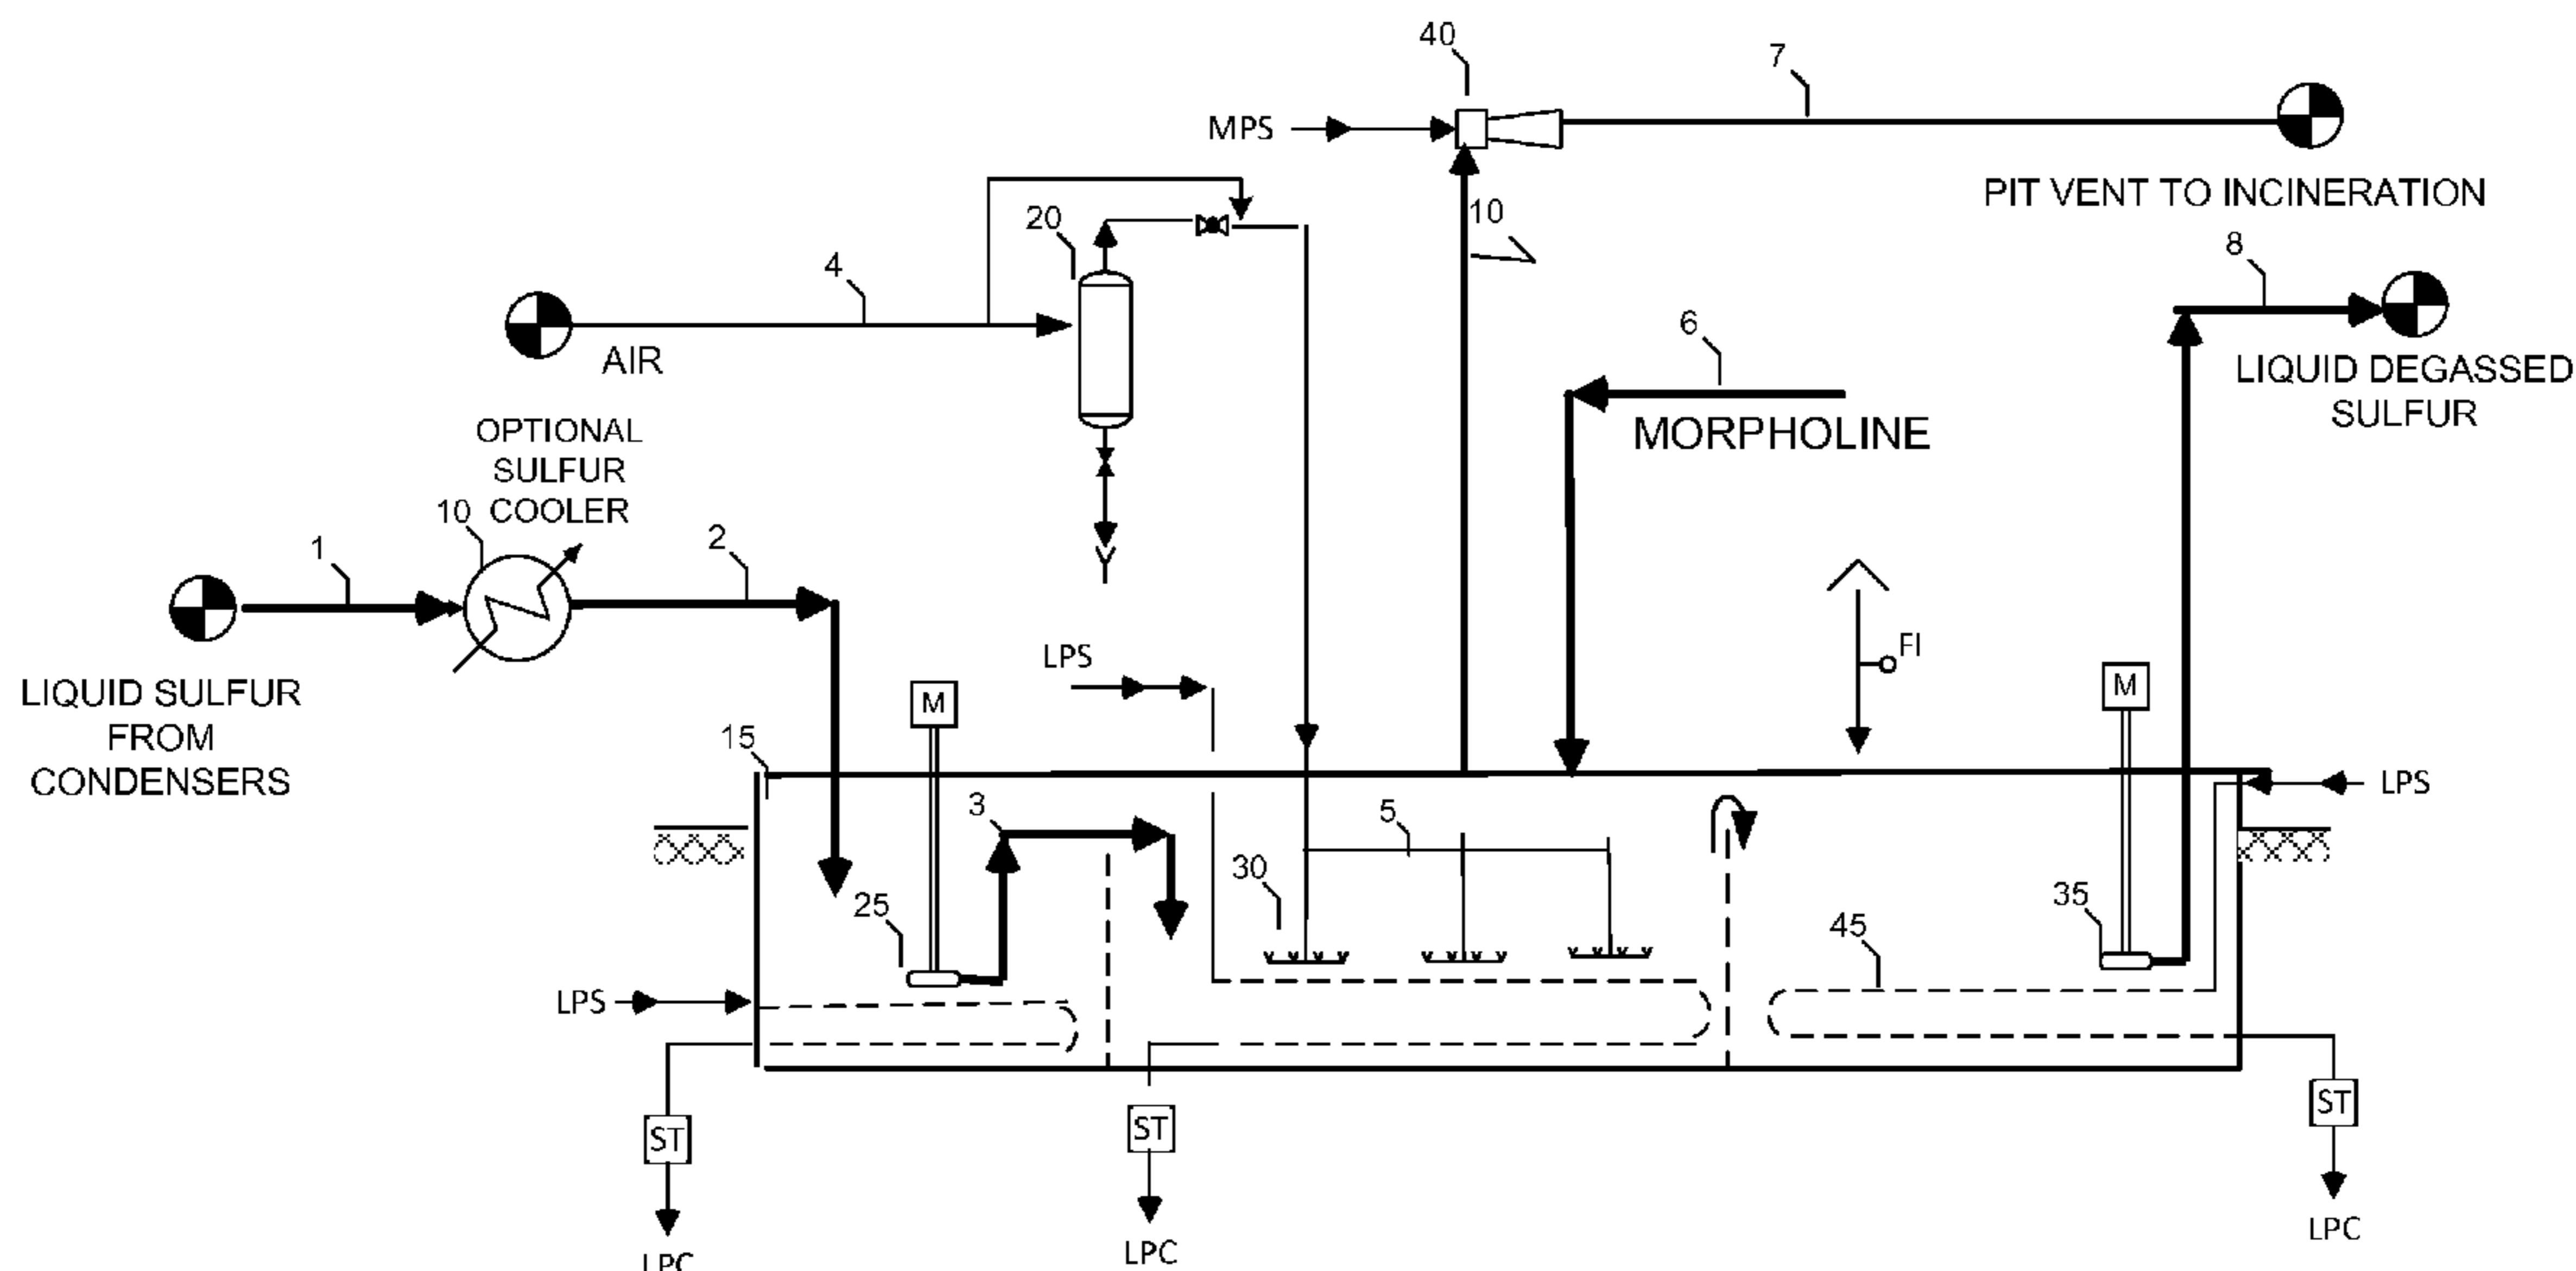 40
7
MPS
PIT VENT TO INCINERATION
20
10
8
4
AIR
6
LIQUID DEGASSED
SULFUR
MORPHOLINE
OPTIONAL
SULFUR
COOLER
10
1
2
FI
LPS
M
M
LIQUID SULFUR
FROM
CONDENSERS
15
3
5
LPS
30
25
35
45
LPS
ST
ST
ST
LPC
LPC
LPC